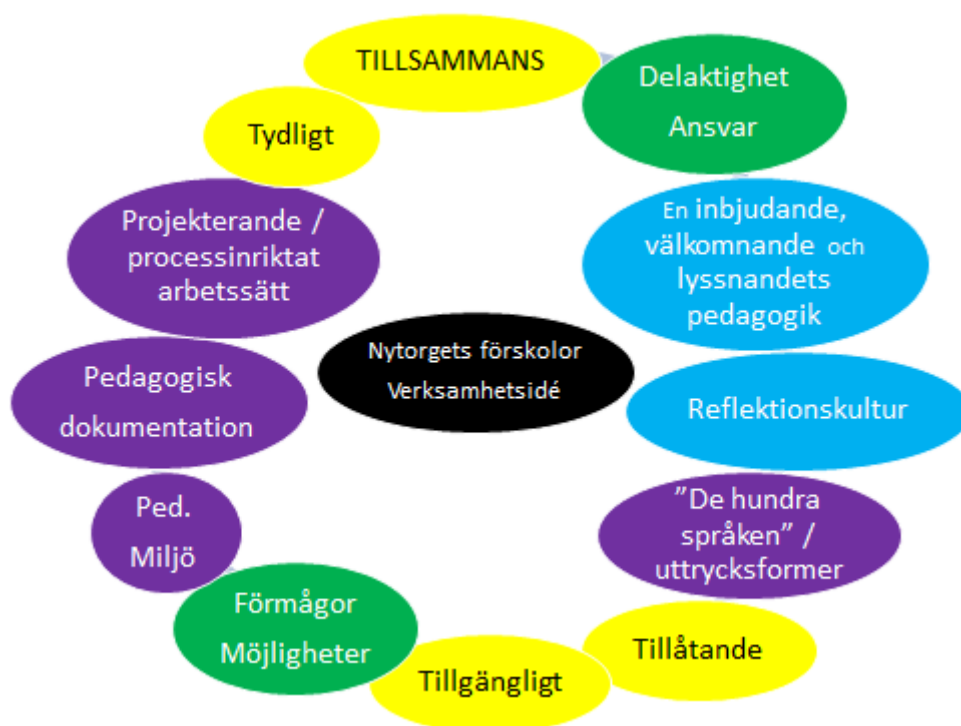 TILLSAMMANS
Delaktighet
Ansvar
En inbjudande,
välkomnande och
lyssnandets
pedagogik
Reflektionskultur
”De hundra
språken” /
uttrycksformer
Tillåtande
Tillgängligt
Förmågor
Möjligheter
Ped.
Miljö
Pedagogisk
dokumentation
Projekterande /
processinriktat
arbetssätt
Tydligt
Nytorgets förskolor
Verksamhetsidé